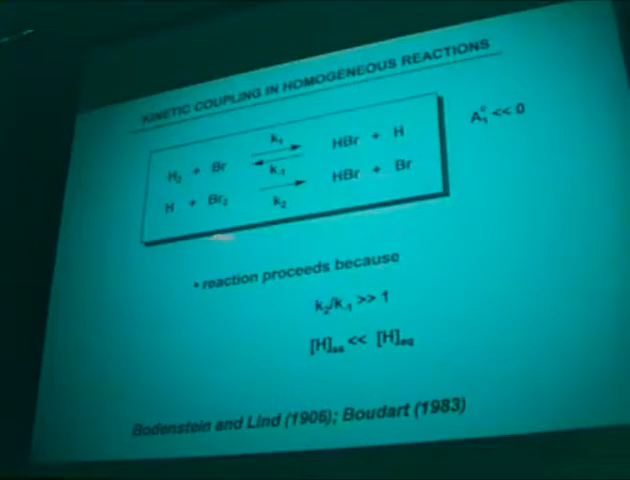 KINETIC COUPLING IN HOMOGENEOUS REACTIONS
H₂ + Br k₁ k₋₁ HBr + H A₁° << 0
H + Br₂ k₂ HBr + Br
• reaction proceeds because
k₂/k₋₁ >> 1
[H]ss << [H]eq
Bodenstein and Lind (1906); Boudart (1983)